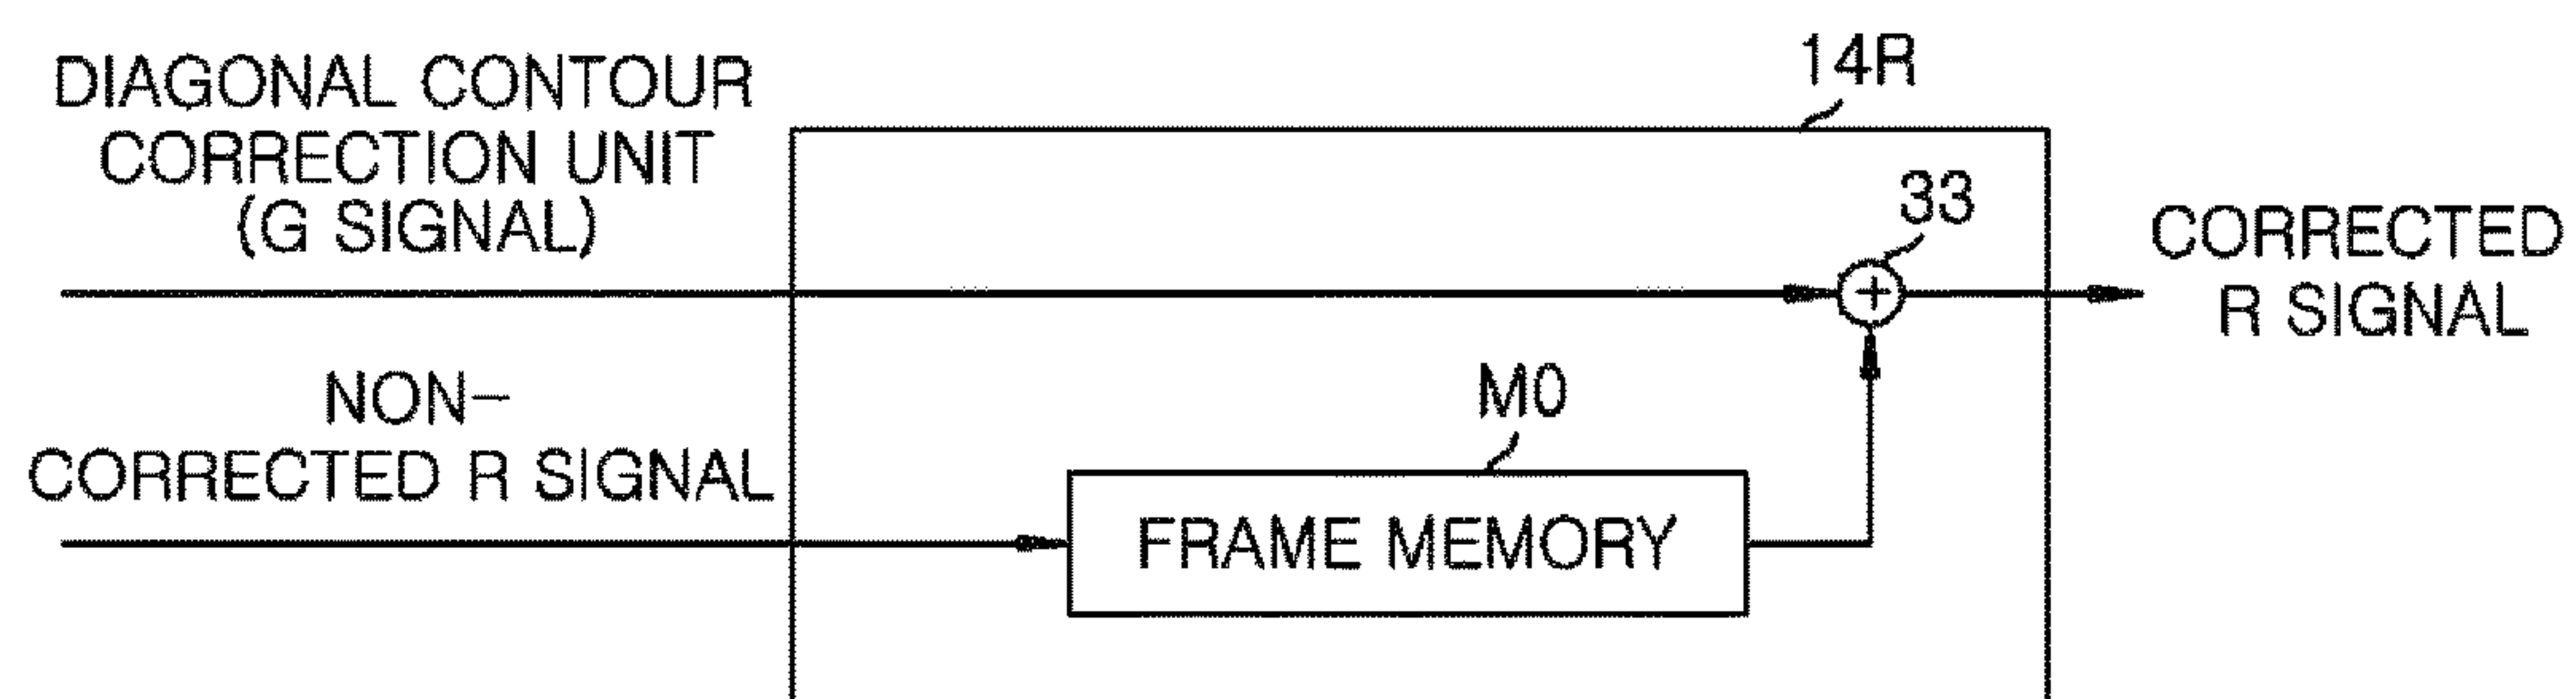 14R
DIAGONAL CONTOUR
CORRECTION UNIT
(G SIGNAL)
33
+
CORRECTED
R SIGNAL
NON-
CORRECTED R SIGNAL
M0
FRAME MEMORY